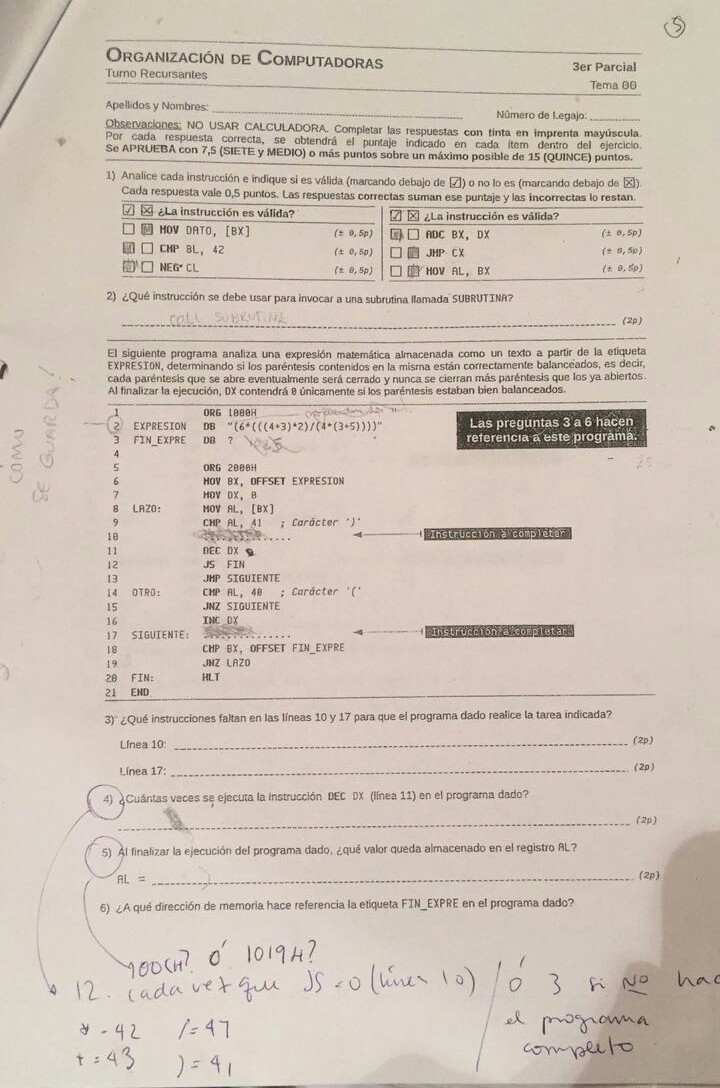 5
ORGANIZACIÓN DE COMPUTADORAS
3er Parcial
Turno Recursantes
Tema 00
Apellidos y Nombres:
Número de Legajo:
Observaciones: NO USAR CALCULADORA. Completar las respuestas con tinta en imprenta mayúscula.
Por cada respuesta correcta, se obtendrá el puntaje indicado en cada ítem dentro del ejercicio.
Se APRUEBA con 7,5 (SIETE y MEDIO) o más puntos sobre un máximo posible de 15 (QUINCE) puntos.
1) Analice cada instrucción e indique si es válida (marcando debajo de ☑) o no lo es (marcando debajo de ☒).
Cada respuesta vale 0,5 puntos. Las respuestas correctas suman ese puntaje y las incorrectas lo restan.
☑ ☒ ¿La instrucción es válida?
MOV DATO, [BX] (± 0,5p)
CMP BL, 42 (± 0,5p)
NEG CL (± 0,5p)
☑ ☒ ¿La instrucción es válida?
ADC BX, DX (± 0,5p)
JMP CX (± 0,5p)
MOV AL, BX (± 0,5p)
2) ¿Qué instrucción se debe usar para invocar a una subrutina llamada SUBRUTINA?
CALL SUBRUTINA (2p)
El siguiente programa analiza una expresión matemática almacenada como un texto a partir de la etiqueta
EXPRESION, determinando si los paréntesis contenidos en la misma están correctamente balanceados, es decir,
cada paréntesis que se abre eventualmente será cerrado y nunca se cierran más paréntesis que los ya abiertos.
Al finalizar la ejecución, DX contendrá 0 únicamente si los paréntesis estaban bien balanceados.
COMO
SE GUARDA!
1 ORG 1000H
2 EXPRESION DB "(6*(((4+3)*2)/(4*(3+5))))"
3 FIN_EXPRE DB ?
4
5 ORG 2000H
6 MOV BX, OFFSET EXPRESION
7 MOV DX, 0
8 LAZO: MOV AL, [BX]
9 CMP AL, 41 ; Carácter ')'
10 ...... Instrucción a completar
11 DEC DX
12 JS FIN
13 JMP SIGUIENTE
14 OTRO: CMP AL, 40 ; Carácter '('
15 JNZ SIGUIENTE
16 INC DX
17 SIGUIENTE: ...... Instrucción a completar
18 CMP BX, OFFSET FIN_EXPRE
19 JNZ LAZO
20 FIN: HLT
21 END
Las preguntas 3 a 6 hacen
referencia a este programa.
25
3) ¿Qué instrucciones faltan en las líneas 10 y 17 para que el programa dado realice la tarea indicada?
Línea 10: (2p)
Línea 17: (2p)
4) ¿Cuántas veces se ejecuta la instrucción DEC DX (línea 11) en el programa dado?
(2p)
5) Al finalizar la ejecución del programa dado, ¿qué valor queda almacenado en el registro AL?
AL = (2p)
6) ¿A qué dirección de memoria hace referencia la etiqueta FIN_EXPRE en el programa dado?
100CH? Ó 1019H?
12. cada vez que JS=0 (línea 10) / ó 3 si NO hac
el programa
completo
* - 42 /=47
+ =43 )=41